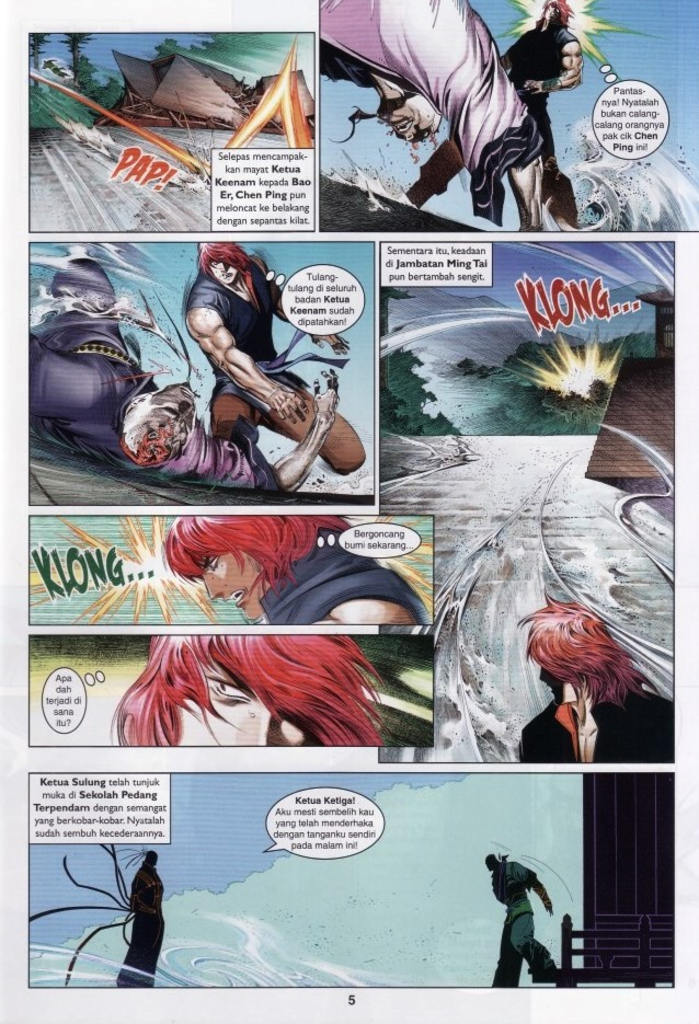 PAP!
Selepas mencampak-
kan mayat Ketua
Keenam kepada Bao
Er, Chen Ping pun
meloncat ke belakang
dengan sepantas kilat.
Pantas-
nya! Nyatalah
bukan calang-
calang orangnya
pak cik Chen
Ping ini!
Tulang-
tulang di seluruh
badan Ketua
Keenam sudah
dipatahkan!
Sementara itu, keadaan
di Jambatan Ming Tai
pun bertambah sengit.
KLONG...
KLONG...
Bergoncang
bumi sekarang...
Apa
dah
terjadi di
sana
itu?
Ketua Sulung telah tunjuk
muka di Sekolah Pedang
Terpendam dengan semangat
yang berkobar-kobar. Nyatalah
sudah sembuh kecederaannya.
Ketua Ketiga!
Aku mesti sembelih kau
yang telah menderhaka
dengan tanganku sendiri
pada malam ini!
5